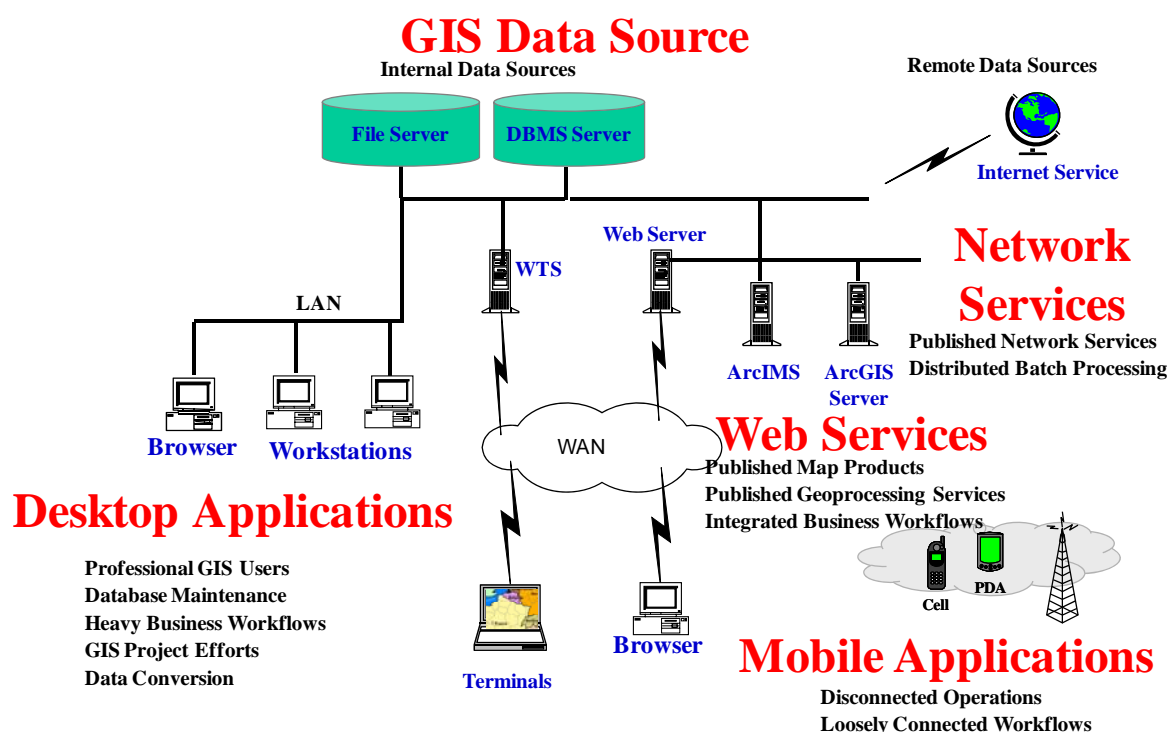 GIS Data Source
Internal Data Sources
Remote Data Sources
File Server
DBMS Server
Internet Service
Web Server
WTS
Network
Services
LAN
Published Network Services
Distributed Batch Processing
ArcIMS
ArcGIS
Server
Browser
Workstations
WAN
Web Services
Published Map Products
Published Geoprocessing Services
Integrated Business Workflows
Desktop Applications
Professional GIS Users
Database Maintenance
Heavy Business Workflows
GIS Project Efforts
Data Conversion
Cell
PDA
Terminals
Browser
Mobile Applications
Disconnected Operations
Loosely Connected Workflows